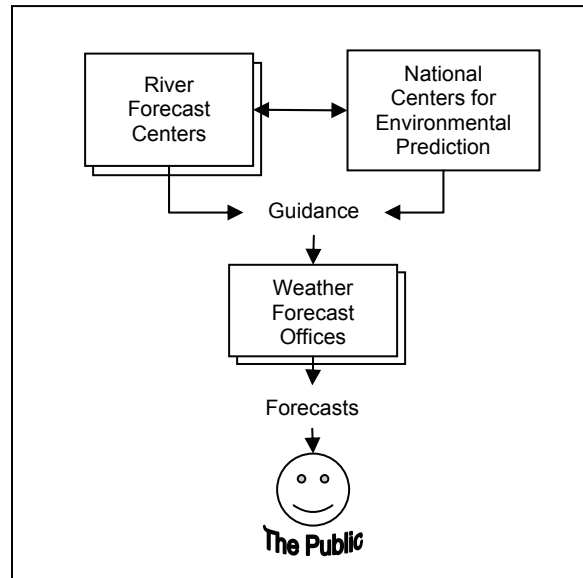 River
Forecast
Centers
National
Centers for
Environmental
Prediction
Guidance
Weather
Forecast
Offices
Forecasts
The Public